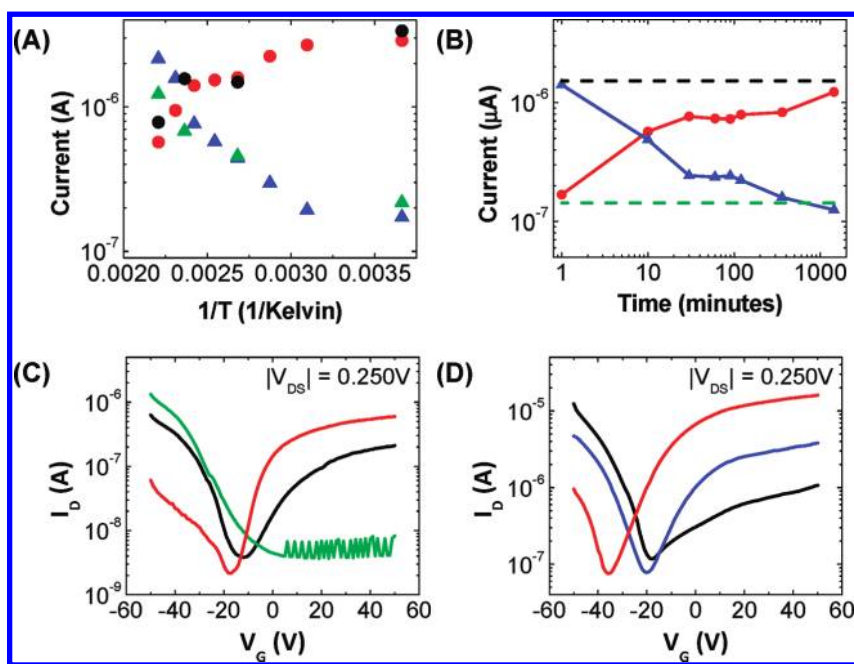 (A)
Current (A)
10⁻⁶
10⁻⁷
0.0020 0.0025 0.0030 0.0035
1/T (1/Kelvin)
(B)
Current (μA)
10⁻⁶
10⁻⁷
1 10 100 1000
Time (minutes)
(C)
|V_DS| = 0.250V
I_D (A)
10⁻⁶
10⁻⁷
10⁻⁸
10⁻⁹
-60 -40 -20 0 20 40 60
V_G (V)
(D)
|V_DS| = 0.250V
I_D (A)
10⁻⁵
10⁻⁶
10⁻⁷
-60 -40 -20 0 20 40 60
V_G (V)